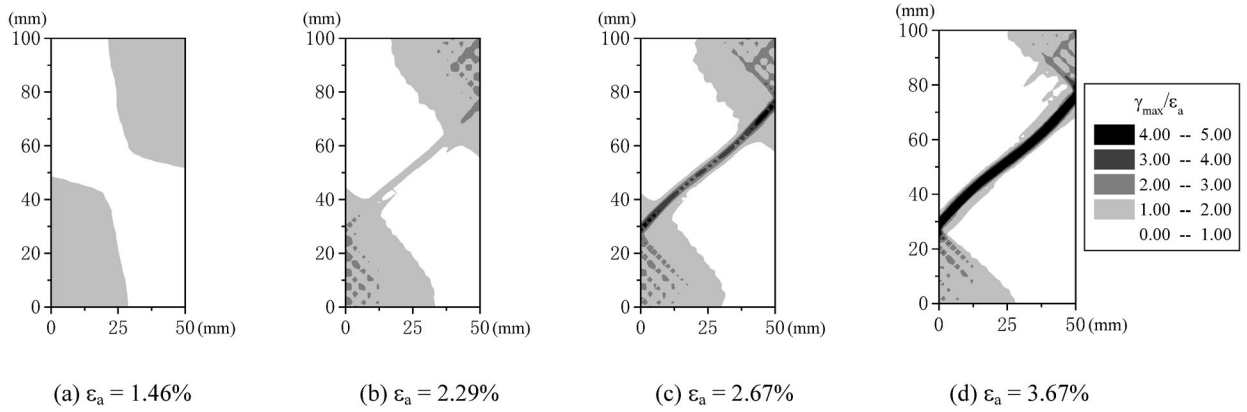 (mm)
100
80
60
40
20
0
0 25 50 (mm)
(a) εa = 1.46%
(mm)
100
80
60
40
20
0
0 25 50 (mm)
(b) εa = 2.29%
(mm)
100
80
60
40
20
0
0 25 50 (mm)
(c) εa = 2.67%
(mm)
100
80
60
40
20
0
0 25 50 (mm)
(d) εa = 3.67%
γmax/εa
4.00 -- 5.00
3.00 -- 4.00
2.00 -- 3.00
1.00 -- 2.00
0.00 -- 1.00